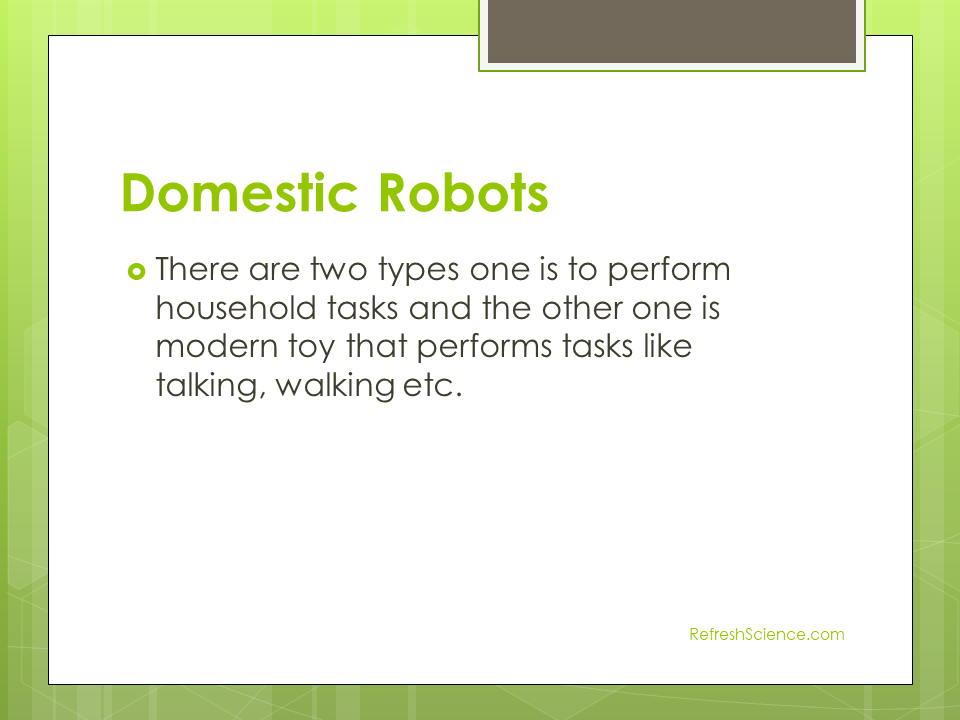 Domestic Robots
There are two types one is to perform
household tasks and the other one is
modern toy that performs tasks like
talking, walking etc.
RefreshScience.com